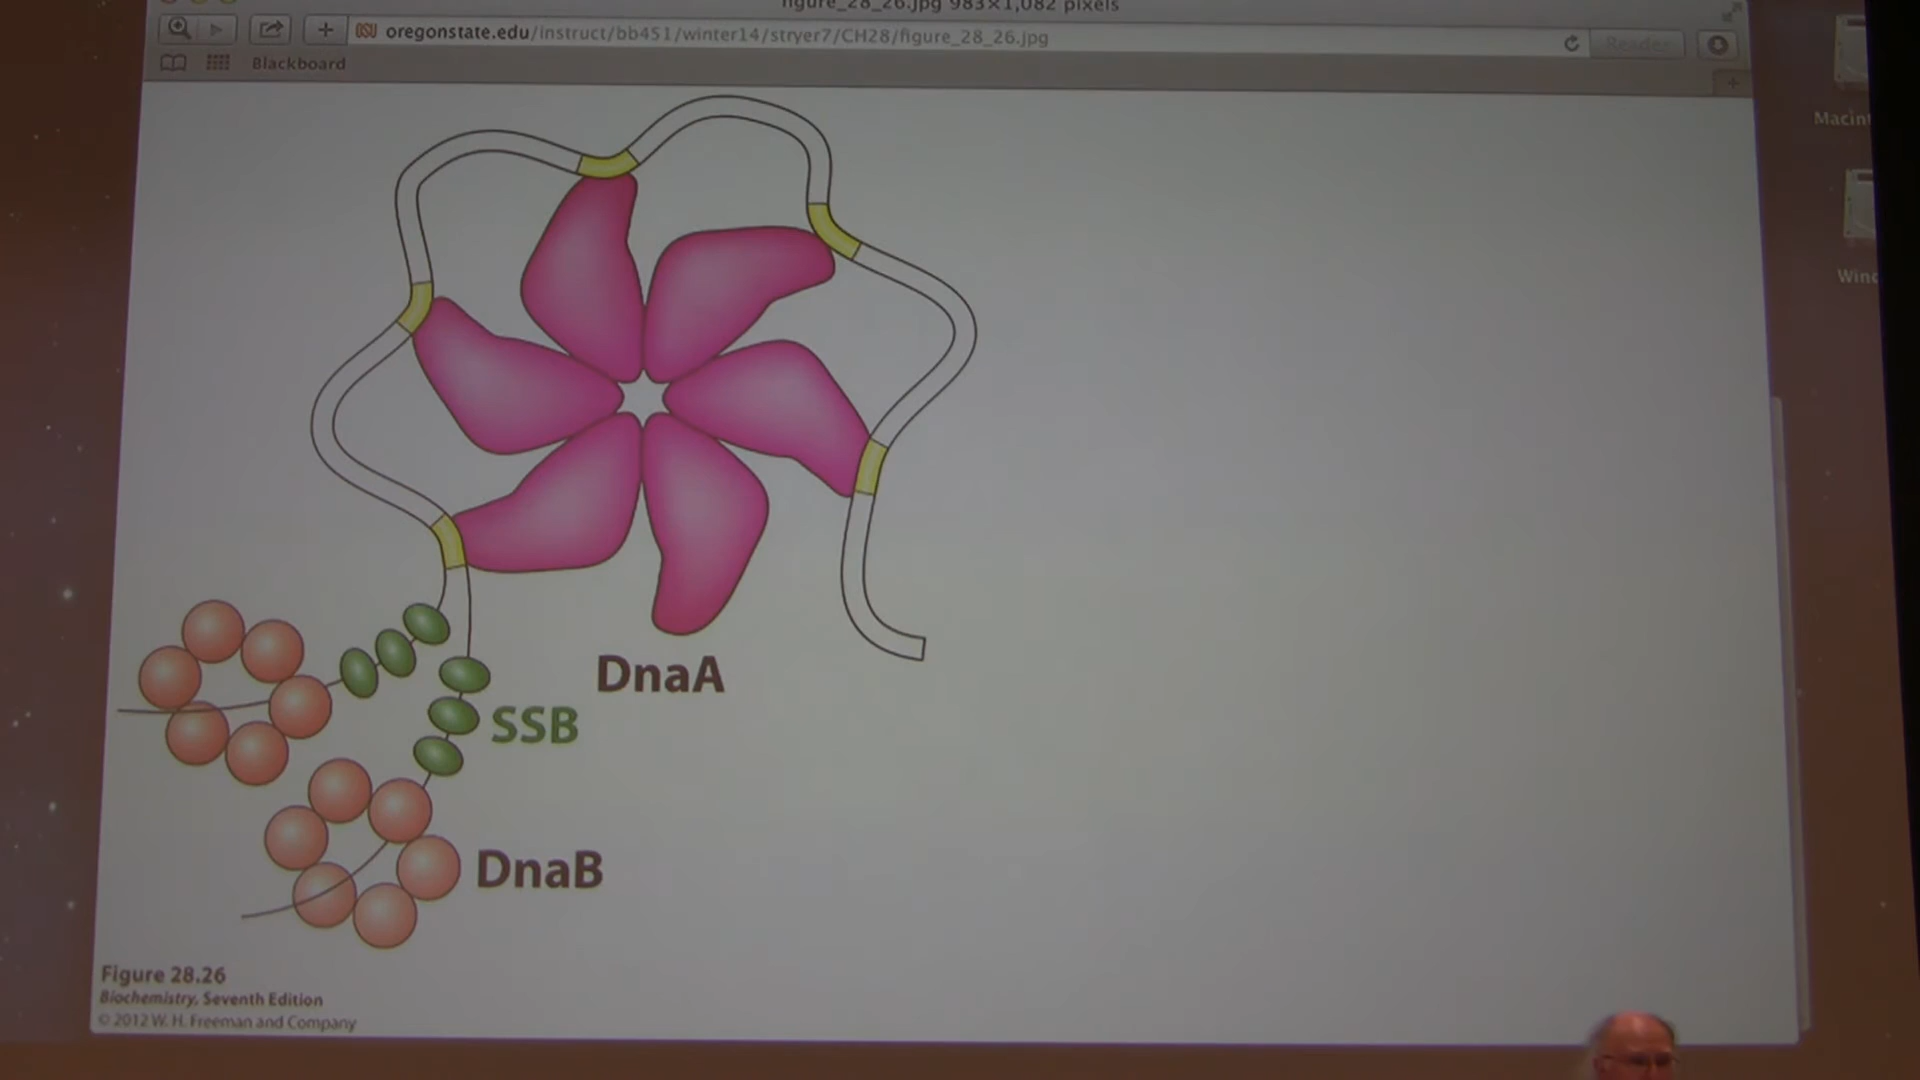 figure_28_26.jpg 983×1,082 pixels
oregonstate.edu/instruct/bb451/winter14/stryer7/CH28/figure_28_26.jpg
Reader
Blackboard
DnaA
SSB
DnaB
Figure 28.26
Biochemistry, Seventh Edition
© 2012 W. H. Freeman and Company